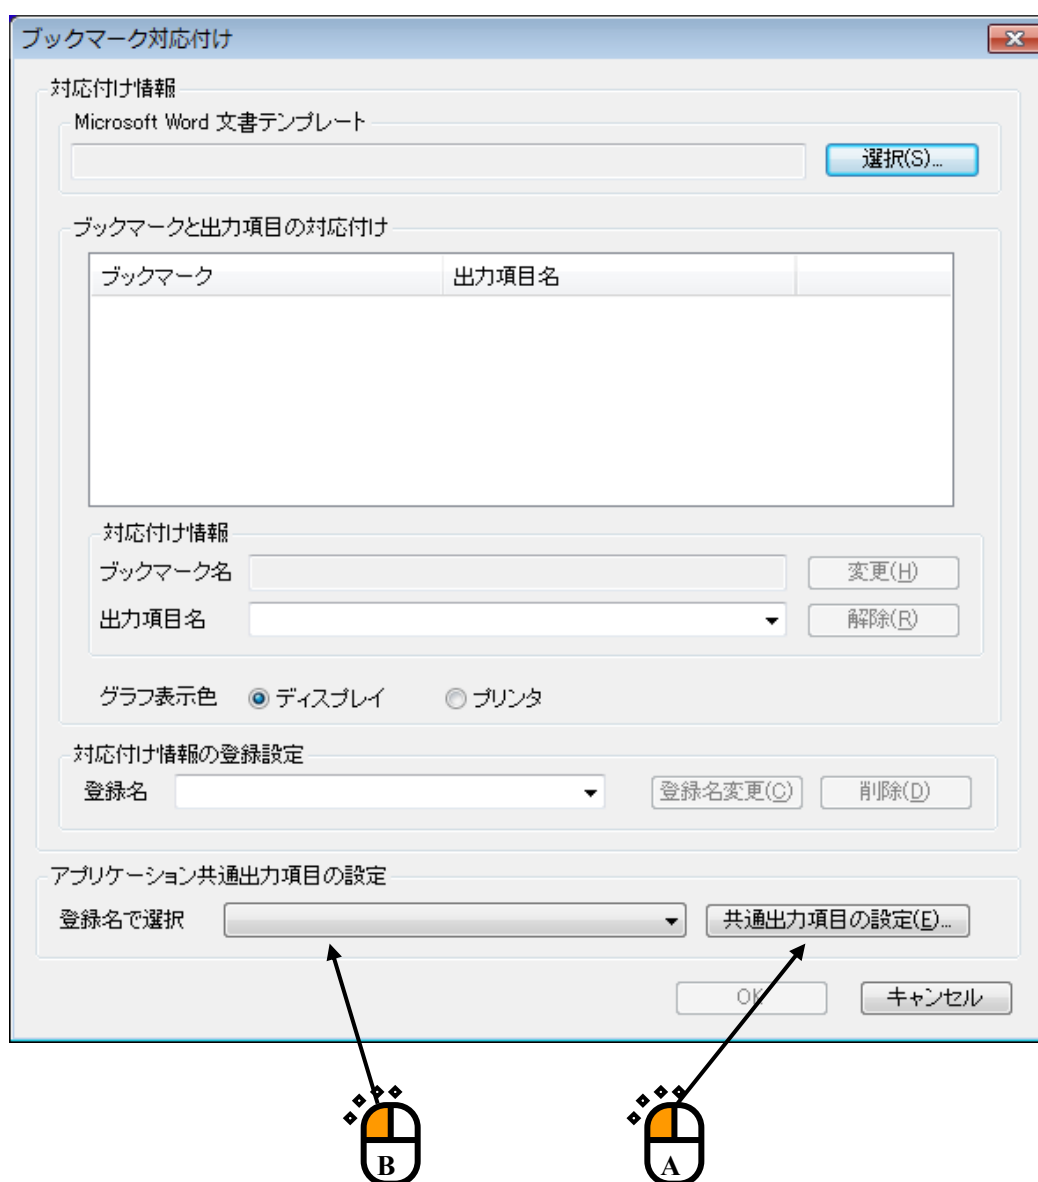 ブックマーク対応付け
対応付け情報
Microsoft Word 文書テンプレート
選択(S)...
ブックマークと出力項目の対応付け
ブックマーク 出力項目名
対応付け情報
ブックマーク名 変更(H)
出力項目名 解除(R)
グラフ表示色 ディスプレイ プリンタ
対応付け情報の登録設定
登録名 登録名変更(C) 削除(D)
アプリケーション共通出力項目の設定
登録名で選択 共通出力項目の設定(E)...
OK キャンセル
B A